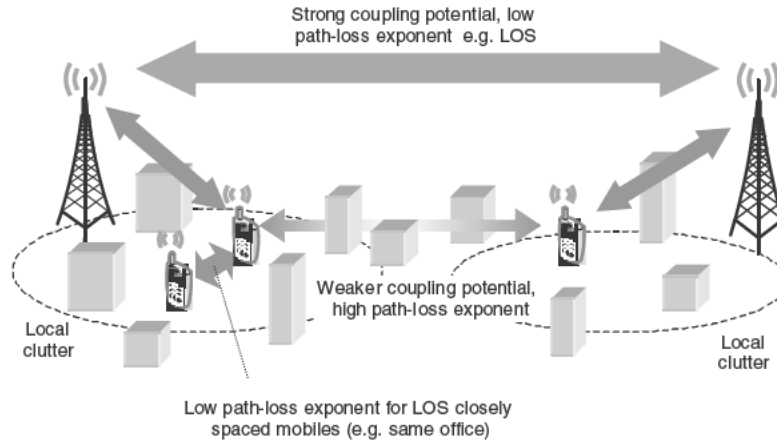 Strong coupling potential, low
path-loss exponent e.g. LOS
Weaker coupling potential,
high path-loss exponent
Local
clutter
Local
clutter
Low path-loss exponent for LOS closely
spaced mobiles (e.g. same office)